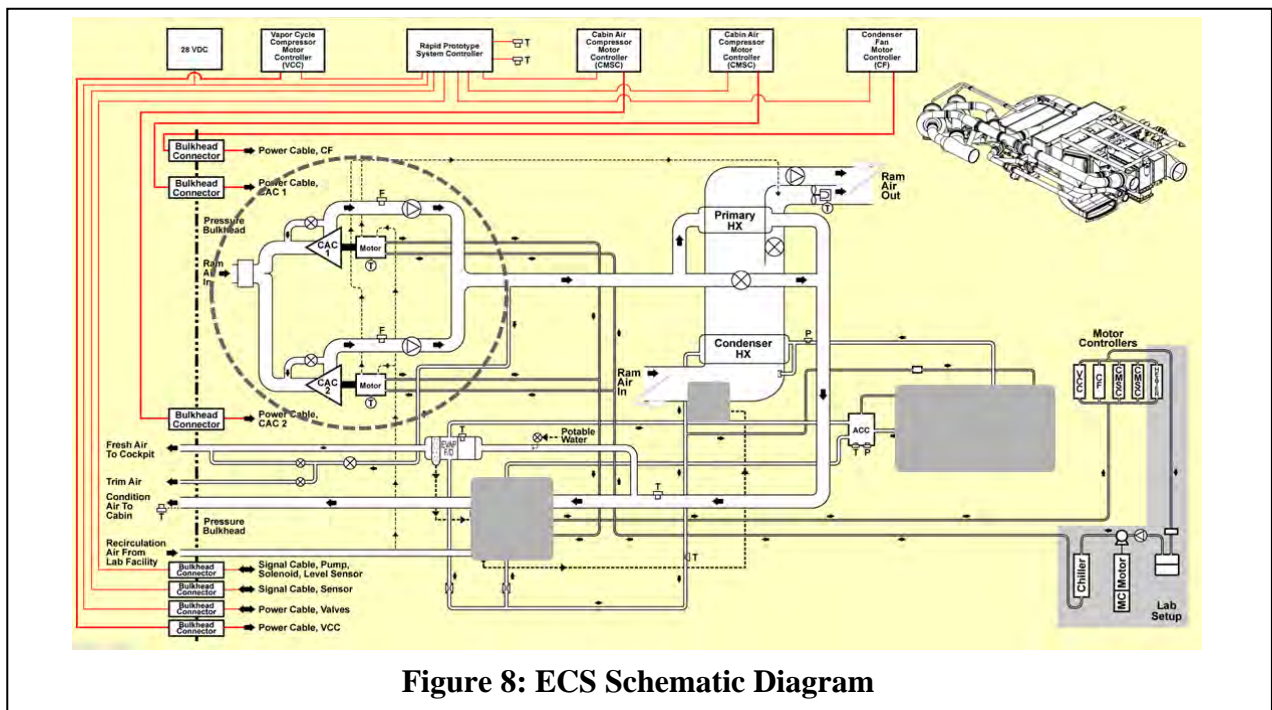 28 VDC
Vapor Cycle
Compressor
Motor
Controller
(VCC)
Rapid Prototype
System Controller
T
T
Cabin Air
Compressor
Motor
Controller
(CMSC)
Cabin Air
Compressor
Motor
Controller
(CMSC)
Condenser
Fan
Motor
Controller
(CF)
Bulkhead
Connector
Power Cable, CF
Bulkhead
Connector
Power Cable,
CAC 1
Pressure
Bulkhead
Ram
Air
In
CAC
1
Motor
T
F
F
CAC
2
Motor
T
Ram
Air
Out
T
Primary
HX
Condenser
HX
P
Ram
Air
In
Bulkhead
Connector
Power Cable,
CAC 2
Fresh Air
To Cockpit
Trim Air
Condition
Air To
Cabin
T
Pressure
Bulkhead
Recirculation
Air From
Lab Facility
EVAP
T
Potable
Water
T
T
ACC
T P
Motor
Controllers
VCC
CF
CMSC
CMSC
Chiller
MC Motor
Lab
Setup
Bulkhead
Connector
Signal Cable, Pump,
Solenoid, Level Sensor
Bulkhead
Connector
Signal Cable, Sensor
Bulkhead
Connector
Power Cable, Valves
Bulkhead
Connector
Power Cable, VCC
Figure 8: ECS Schematic Diagram